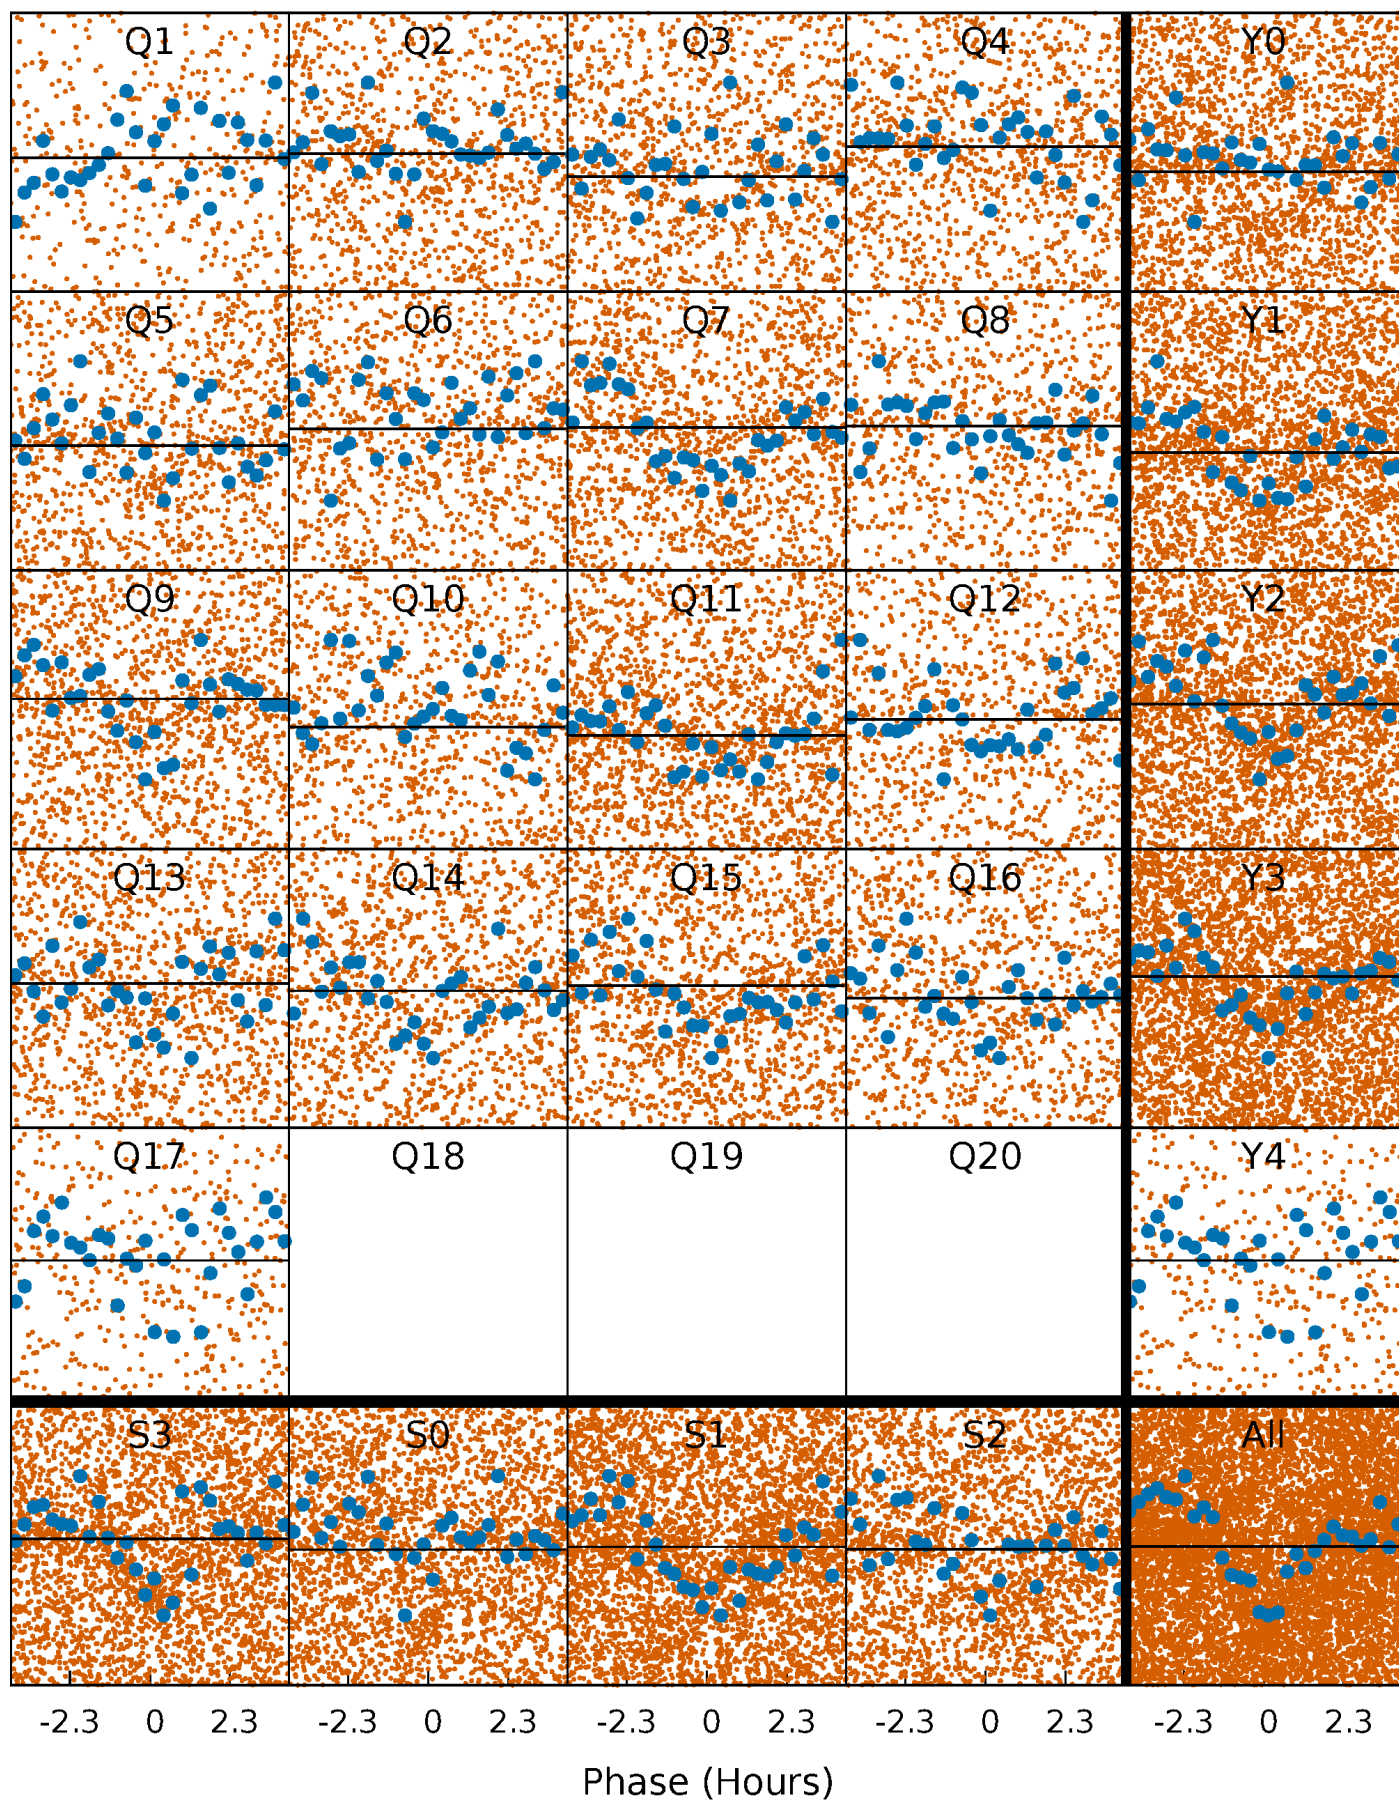 Q1 Q2 Q3 Q4 Y0
Q5 Q6 Q7 Q8 Y1
Q9 Q10 Q11 Q12 Y2
Q13 Q14 Q15 Q16 Y3
Q17 Q18 Q19 Q20 Y4
S3 S0 S1 S2 All
-2.3 0 2.3 -2.3 0 2.3 -2.3 0 2.3 -2.3 0 2.3 -2.3 0 2.3
Phase (Hours)